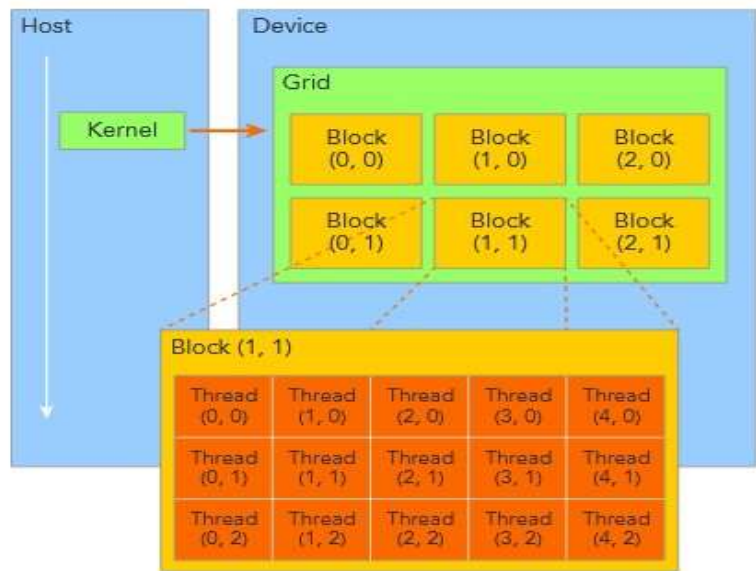 Host
Device
Grid
Kernel
Block
(0, 0)
Block
(1, 0)
Block
(2, 0)
Block
(0, 1)
Block
(1, 1)
Block
(2, 1)
Block (1, 1)
Thread
(0, 0)
Thread
(1, 0)
Thread
(2, 0)
Thread
(3, 0)
Thread
(4, 0)
Thread
(0, 1)
Thread
(1, 1)
Thread
(2, 1)
Thread
(3, 1)
Thread
(4, 1)
Thread
(0, 2)
Thread
(1, 2)
Thread
(2, 2)
Thread
(3, 2)
Thread
(4, 2)